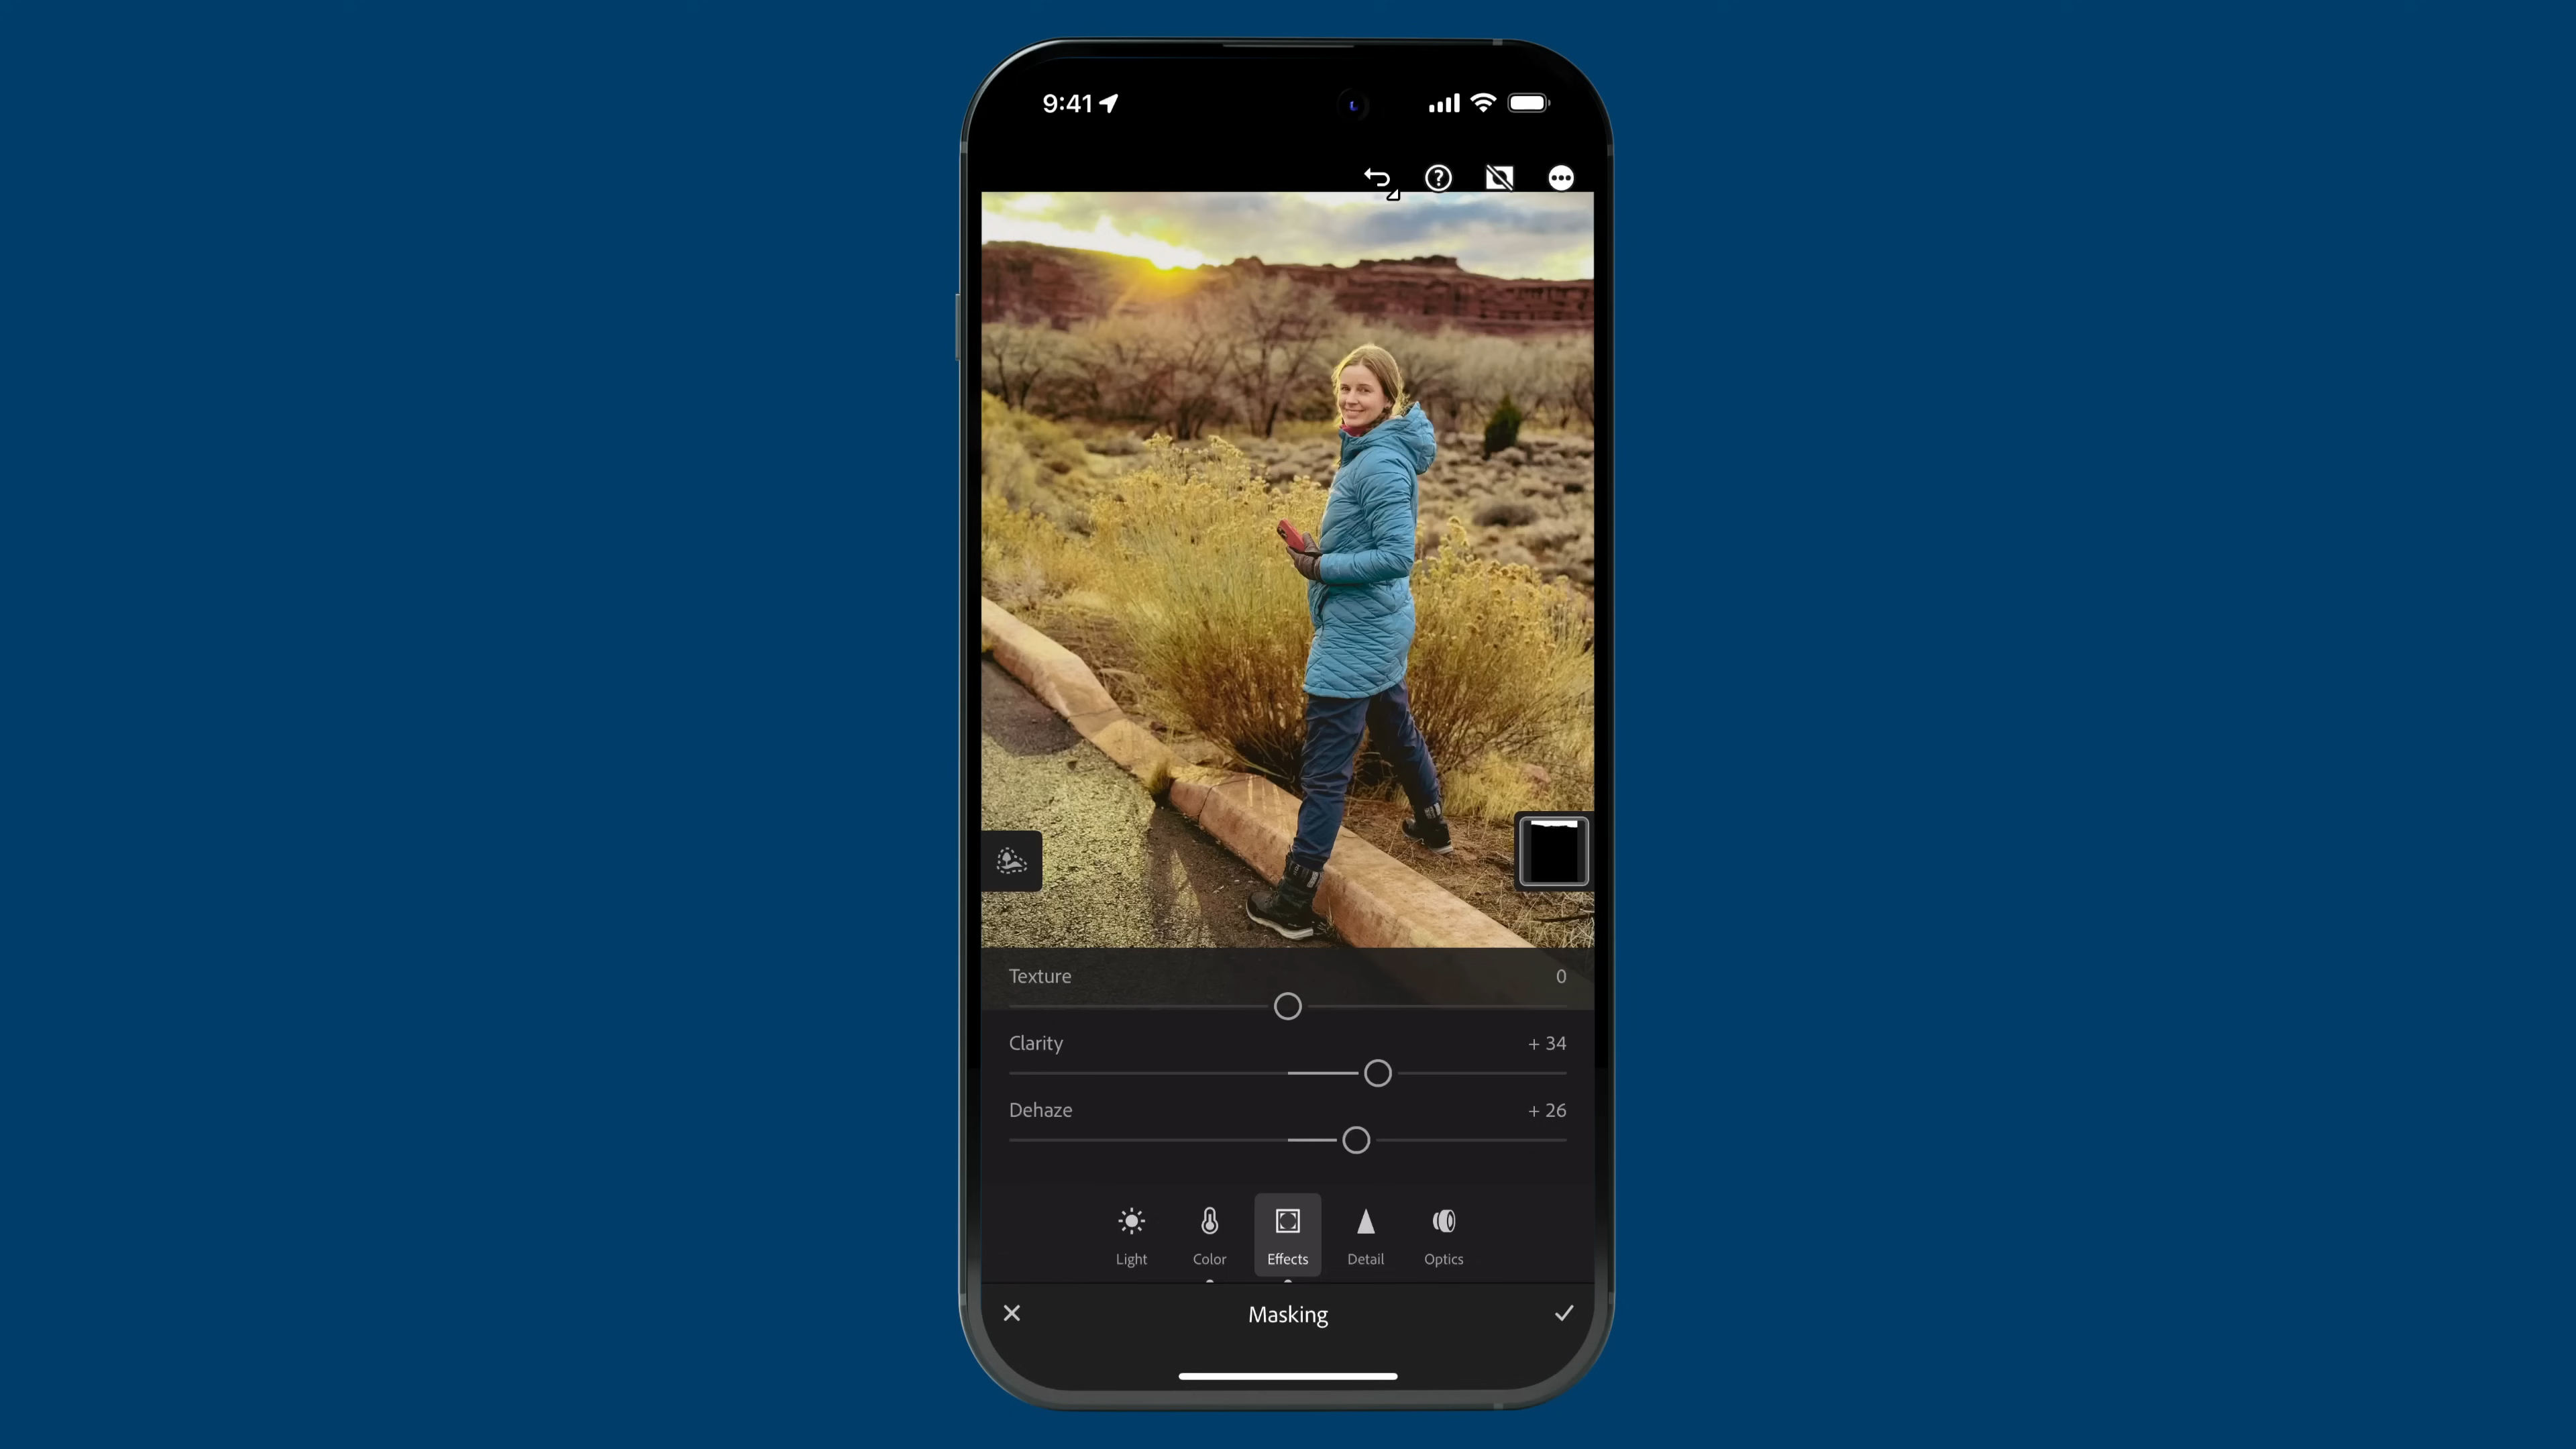 9:41
Texture 0
Clarity + 34
Dehaze + 26
Light Color Effects Detail Optics
Masking